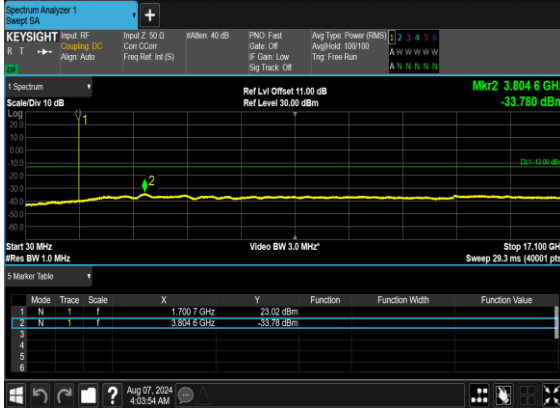 Spectrum Analyzer 1
Swept SA
+
KEYSIGHT
R T
LXI
Input: RF
Coupling: DC
Align: Auto
Input Z: 50 Ω
Corr CCorr
Freq Ref: Int (S)
#Atten: 40 dB
PNO: Fast
Gate: Off
IF Gain: Low
Sig Track: Off
Avg Type: Power (RMS)
Avg|Hold: 100/100
Trig: Free Run
1 2 3 4 5 6
A W W W W W
A N N N N N
1 Spectrum
Scale/Div 10 dB
Ref Lvl Offset 11.00 dB
Ref Level 30.00 dBm
Mkr2 3.804 6 GHz
-33.780 dBm
Log
20.0
10.0
0.00
-10.0
-20.0
-30.0
-40.0
-50.0
-60.0
1
2
DL1 -13.00 dBm
Start 30 MHz
#Res BW 1.0 MHz
Video BW 3.0 MHz*
Stop 17.100 GH
Sweep 29.3 ms (40001 pts
5 Marker Table
Mode Trace Scale X Y Function Function Width Function Value
1 N 1 f 1.700 7 GHz 23.02 dBm
2 N 1 f 3.804 6 GHz -33.78 dBm
3
4
5
6
?
Aug 07, 2024
4:03:54 AM